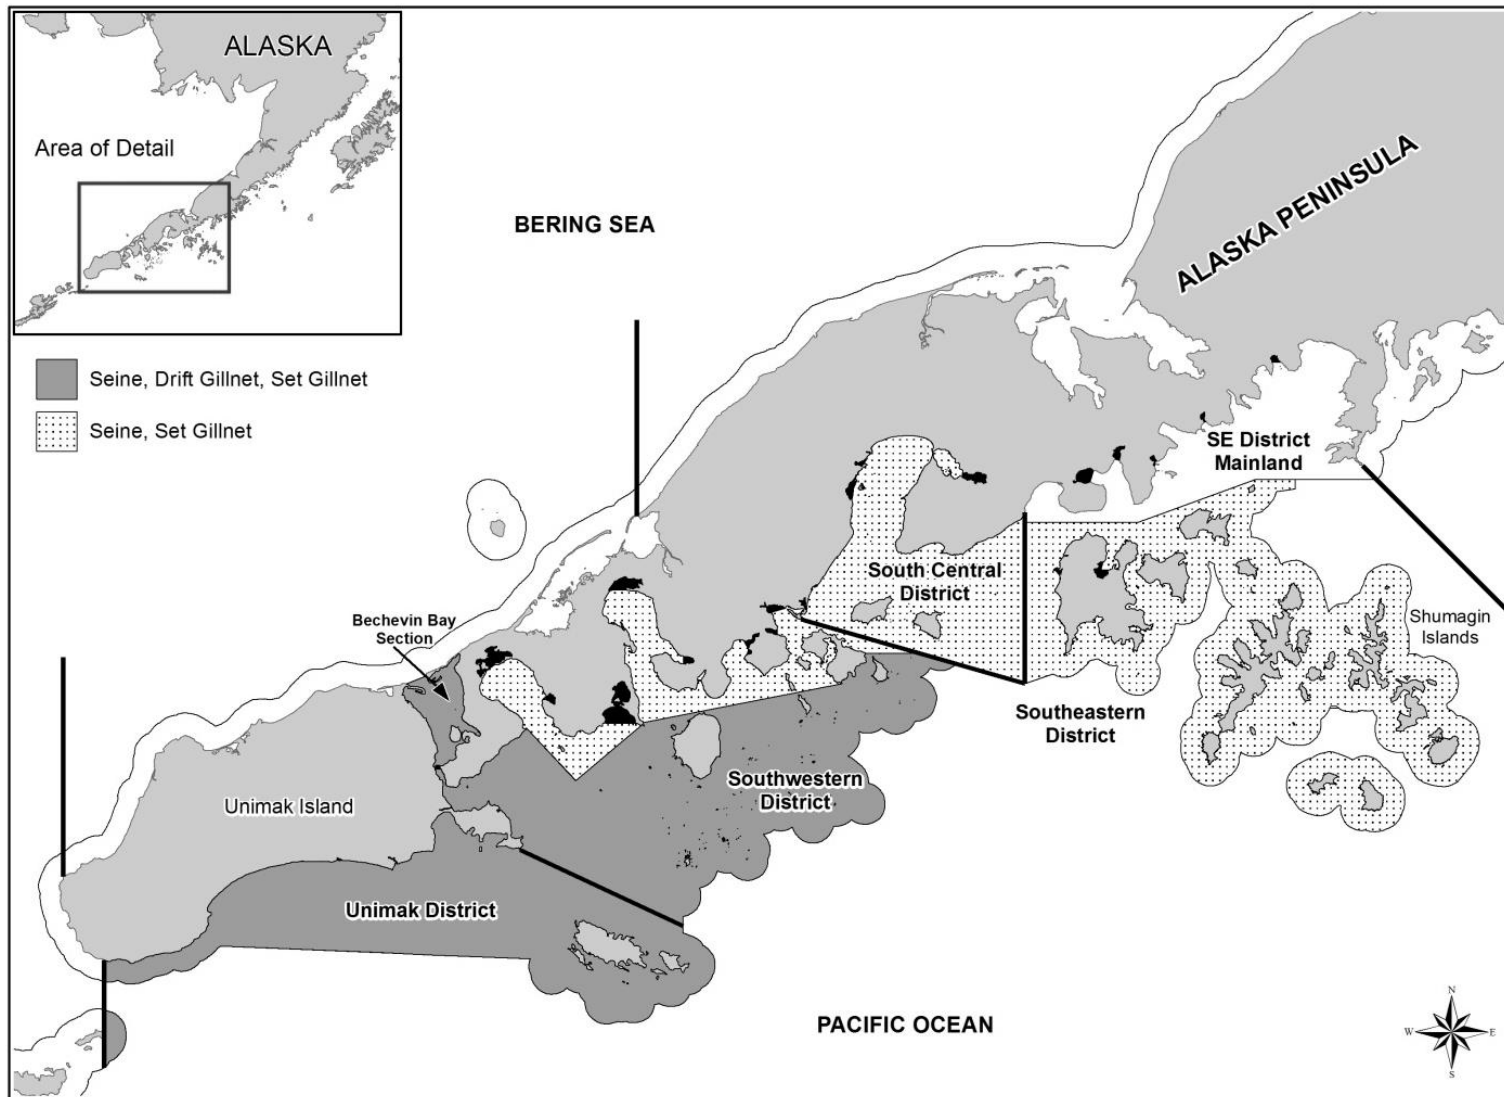 ALASKA
Area of Detail
BERING SEA
ALASKA PENINSULA
Seine, Drift Gillnet, Set Gillnet
Seine, Set Gillnet
SE District
Mainland
South Central
District
Bechevin Bay
Section
Shumagin
Islands
Southeastern
District
Southwestern
District
Unimak Island
Unimak District
PACIFIC OCEAN
N
W
E
S